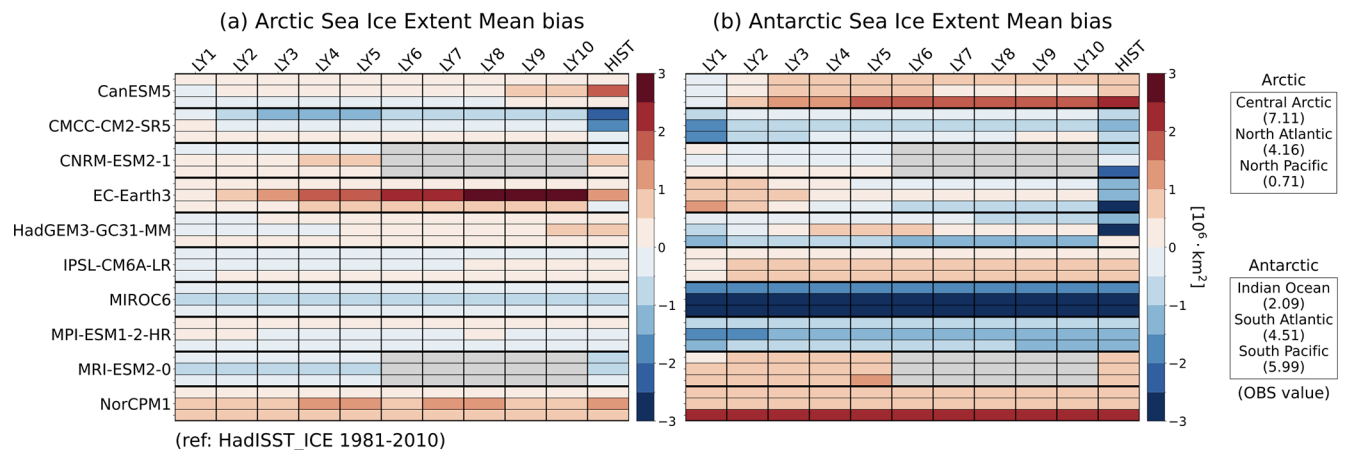 (a) Arctic Sea Ice Extent Mean bias
LY1 LY2 LY3 LY4 LY5 LY6 LY7 LY8 LY9 LY10 HIST
CanESM5
CMCC-CM2-SR5
CNRM-ESM2-1
EC-Earth3
HadGEM3-GC31-MM
IPSL-CM6A-LR
MIROC6
MPI-ESM1-2-HR
MRI-ESM2-0
NorCPM1
(ref: HadISST_ICE 1981-2010)
3
2
1
0
−1
−2
−3
(b) Antarctic Sea Ice Extent Mean bias
LY1 LY2 LY3 LY4 LY5 LY6 LY7 LY8 LY9 LY10 HIST
3
2
1
0
−1
−2
−3
[10⁶ · km²]
Arctic
Central Arctic
(7.11)
North Atlantic
(4.16)
North Pacific
(0.71)
Antarctic
Indian Ocean
(2.09)
South Atlantic
(4.51)
South Pacific
(5.99)
(OBS value)